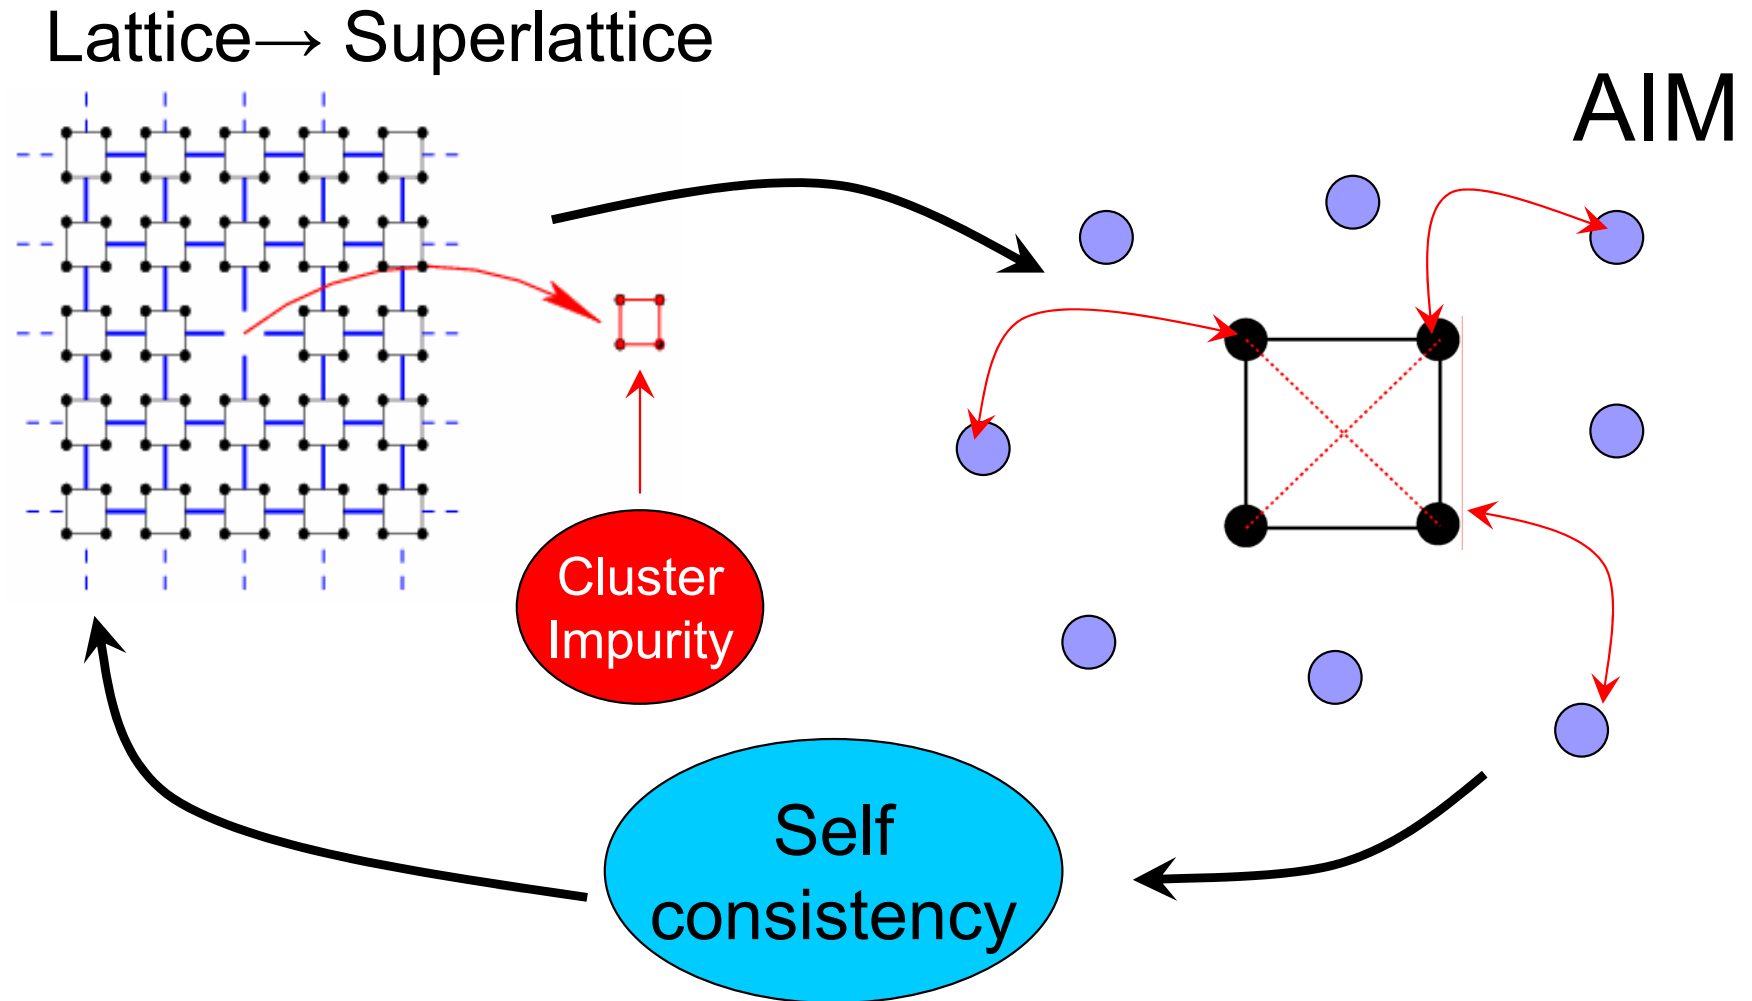 Lattice→ Superlattice
AIM
Cluster
Impurity
Self
consistency